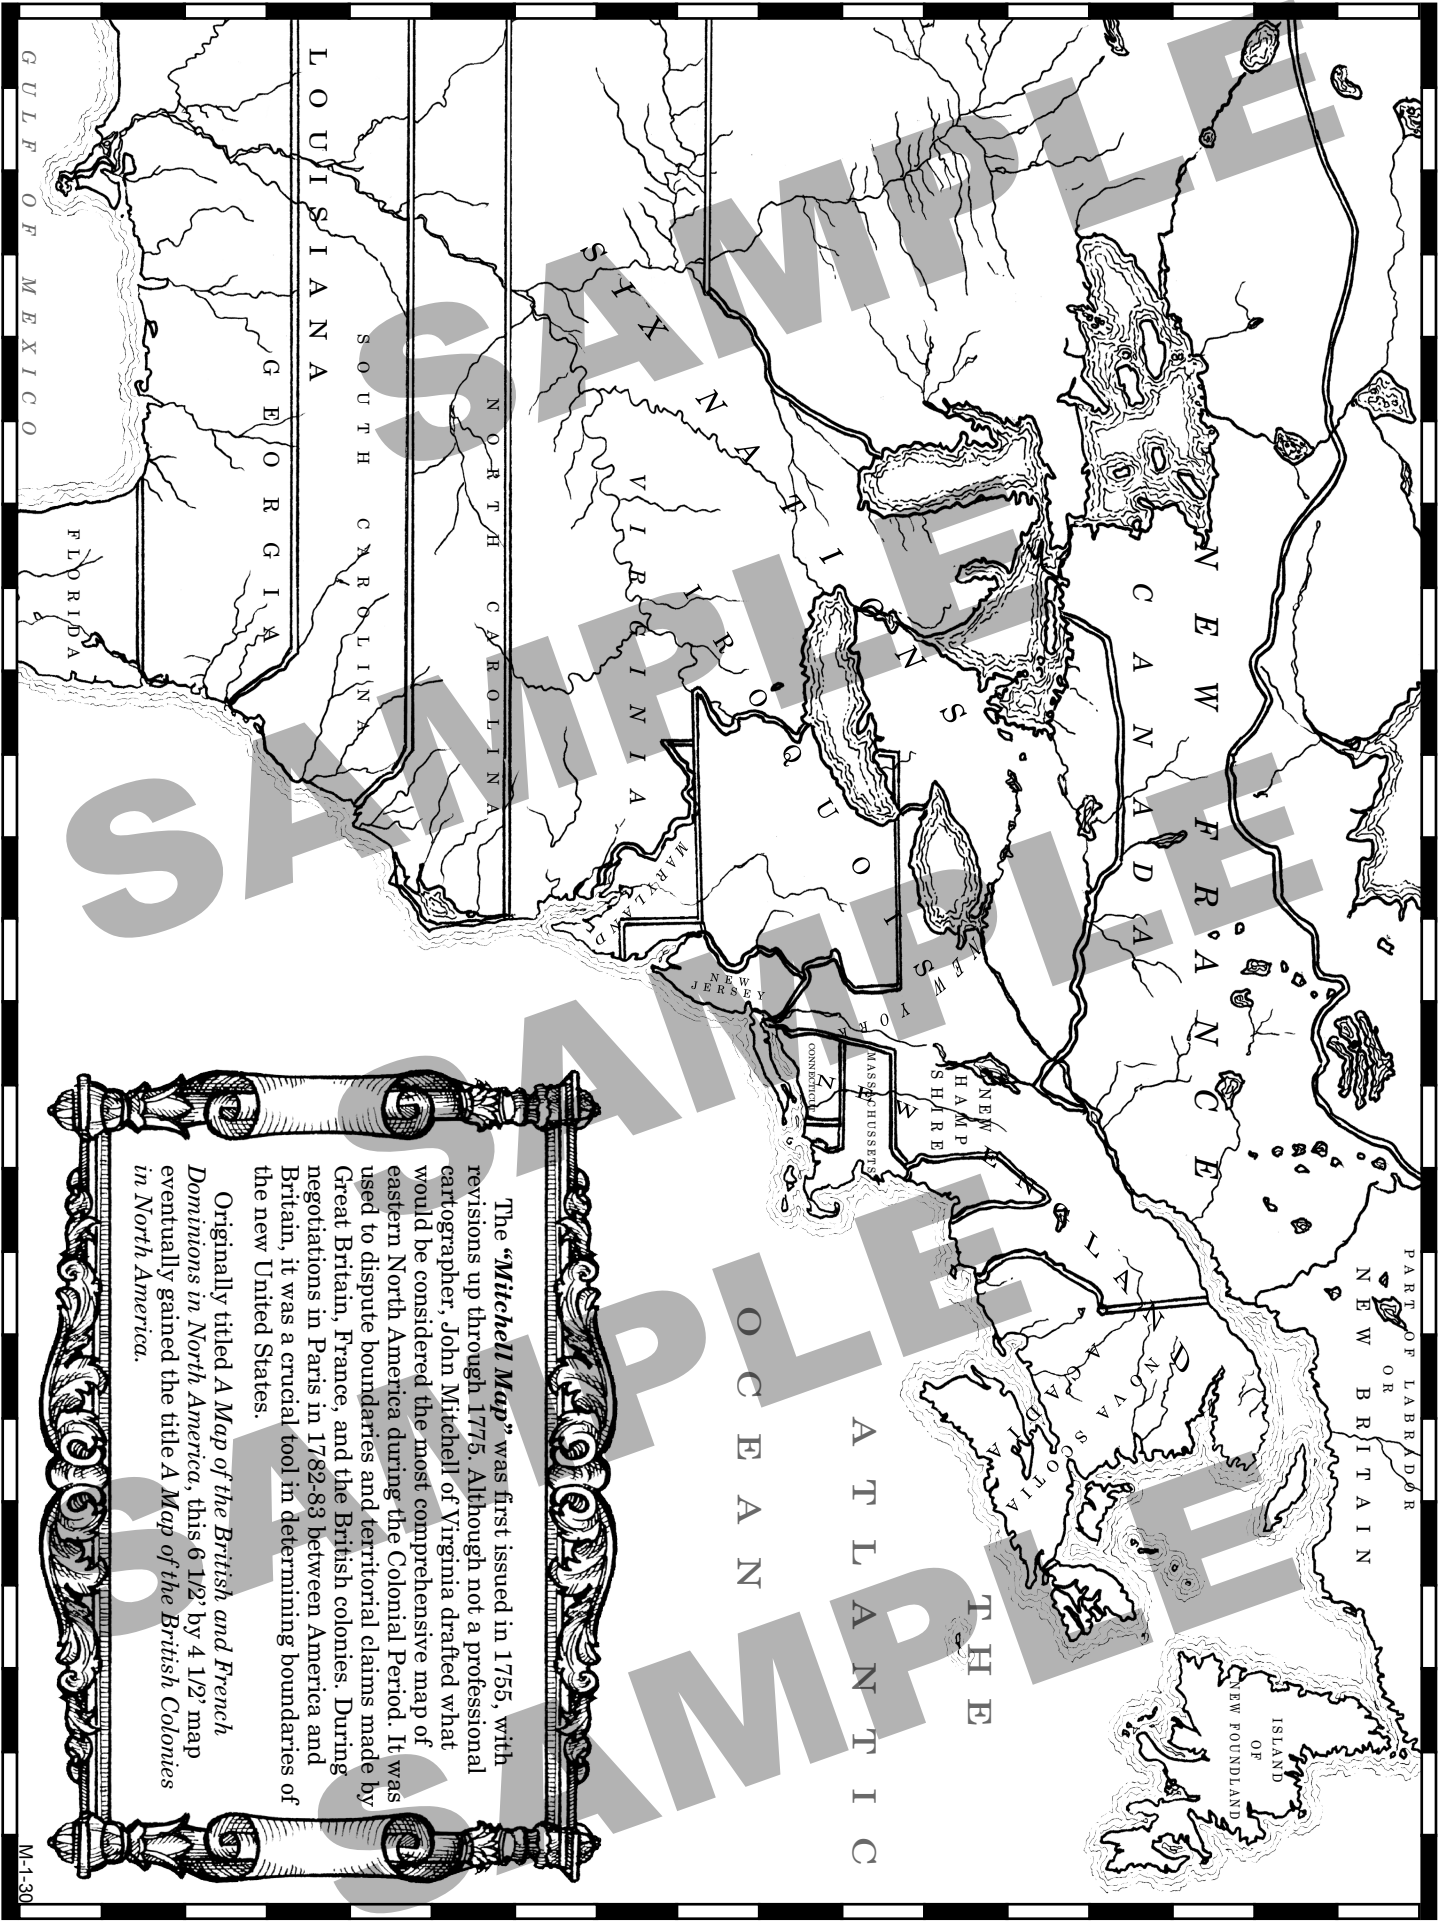 PART OF LABRADOR
OR
NEW BRITAIN
ISLAND
OF
NEW FOUNDLAND
NEW FRANCE
CANADA
NOVA SCOTIA
ACADIA
NEW ENGLAND
NEW
HAMP
SHIRE
MASSACHUSSETS
CONNECTICUT
NEW YORK
SIX NATIONS
IROQUOIS
NEW
JERSEY
MARYLAND
VIRGINIA
NORTH CAROLINA
SOUTH CAROLINA
LOUISIANA
GEORGIA
FLORIDA
GULF OF MEXICO
THE
ATLANTIC
OCEAN
The “Mitchell Map” was first issued in 1755, with
revisions up through 1775. Although not a professional
cartographer, John Mitchell of Virginia drafted what
would be considered the most comprehensive map of
eastern North America during the Colonial Period. It was
used to dispute boundaries and territorial claims made by
Great Britain, France, and the British colonies. During
negotiations in Paris in 1782-83 between America and
Britain, it was a crucial tool in determining boundaries of
the new United States.
Originally titled A Map of the British and French
Dominions in North America, this 6 1/2’ by 4 1/2’ map
eventually gained the title A Map of the British Colonies
in North America.
M-1-30
SAMPLE
SAMPLE
SAMPLE
SAMPLE
SAMPLE
SAMPLE